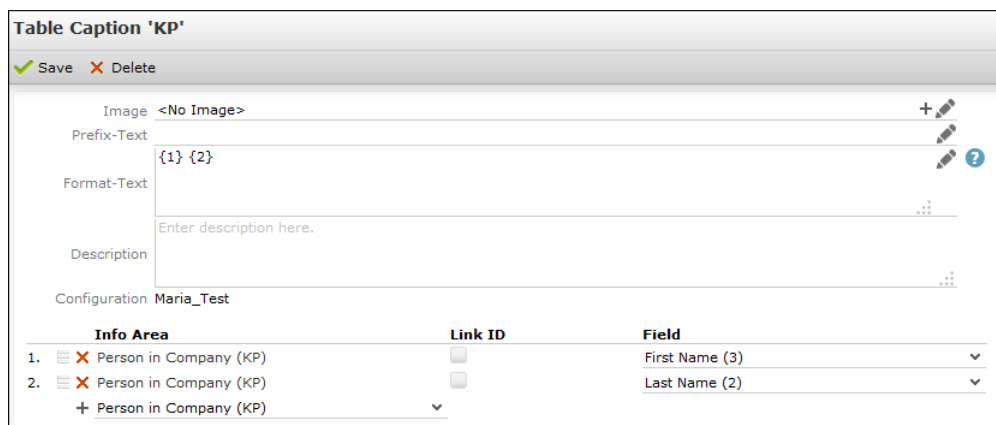 Table Caption 'KP'
Save Delete
Image <No Image>
Prefix-Text
{1} {2}
Format-Text
Enter description here.
Description
Configuration Maria_Test
Info Area Link ID Field
1. Person in Company (KP) First Name (3)
2. Person in Company (KP) Last Name (2)
+ Person in Company (KP)